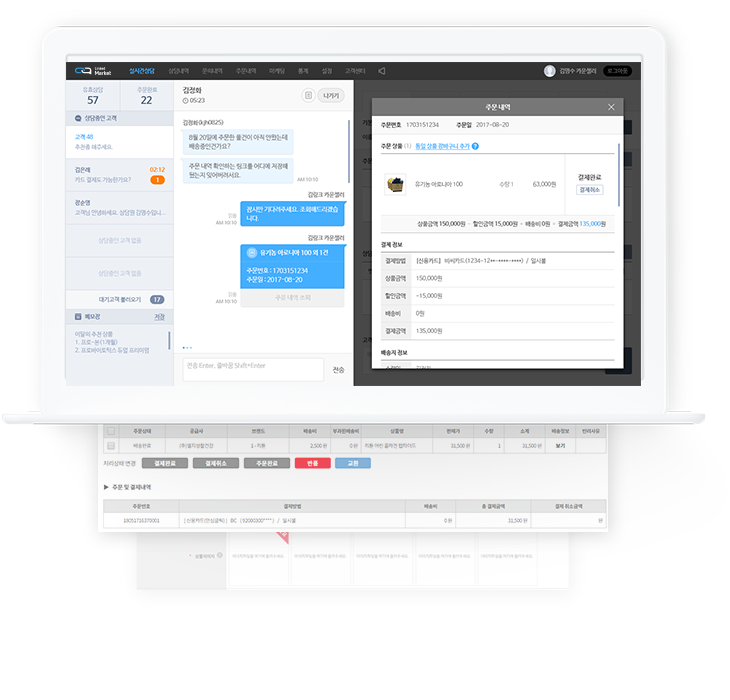 Market
실시간상담 상담내역 문의내역 주문내역 마케팅 통계 설정 고객센터
김명수 카운셀러 로그아웃
유효상담 주문완료
57 22
상담중인 고객
고객 48
추천좀 해주세요.
김은래 02:12
카드 결제도 가능한가요? 1
장순영
고객님 안녕하세요. 상담원 김명수입니...
상담중인 고객 없음
상담중인 고객 없음
대기고객 불러오기 17
메모장 저장
이달의 추천 상품
1. 프로-본(1개월)
2. 프로바이오틱스 듀얼 프리미엄
김정화
05:23
나가기
김정화(kjh0825)
8월 20일에 주문한 물건이 아직 안왔는데
배송중인건가요?
주문 내역 확인하는 링크를 어디에 저장해
뒀는지 잊어버려서요.
AM 10:10
김링크 카운셀러
잠시만 기다려주세요. 조회해드리겠습
니다.
읽음
AM 10:10
김링크 카운셀러
유기농 아로니아 100 외 1건
주문번호 : 1703151234
주문일 : 2017-08-20
주문 내역 조회
읽음
AM 10:10
전송 Enter, 줄바꿈 Shift+Enter
전송
주문 내역
주문번호 1703151234 주문일 2017-08-20
주문 상품 (1) 동일 상품 장바구니 추가 ?
유기농 아로니아 100 수량 1 63,000원
결제완료
결제취소
상품금액 150,000원 - 할인금액 15,000원 + 배송비 0원 = 결제금액 135,000원
결제 정보
결제방법 [신용카드] 비씨카드(1234-12**-****-****) / 일시불
상품금액 150,000원
할인금액 -15,000원
배송비 0원
결제금액 135,000원
배송지 정보
주문상태 공급사 브랜드 배송비 부과된배송비 상품명 판매가 수량 소계 배송정보 반려사유
배송완료 (주)엘지생활건강 1-치통 2,500 원 0원 31,500 원 1 31,500 원 보기
처리상태 변경 결제완료 결제취소 주문완료 반품 교환
▶ 주문 및 결제내역
주문번호 결제방법 배송비 총 결제금액 결제 취소금액
18051716370001 [신용카드(안심클릭)] BC (92080300****) / 일시불 0원 31,500원 원
상품이미지